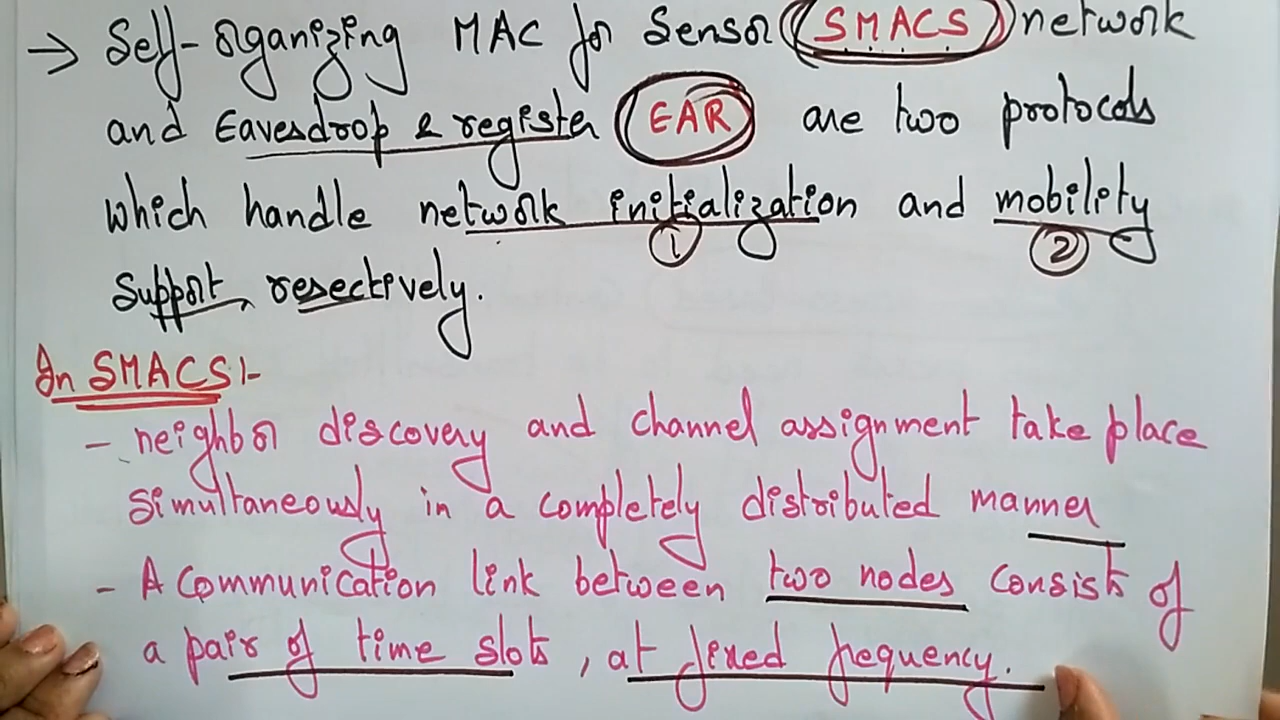 → Self-organizing MAC for Sensor (SMACS) network
and Eavesdrop & register (EAR) are two protocols
which handle network initialization and mobility
① ②
Support, resectively.
In SMACS:-
- neighbor discovery and channel assignment take place
simultaneously in a completely distributed manner
- A communication link between two nodes consists of
a pair of time slots, at fixed frequency.